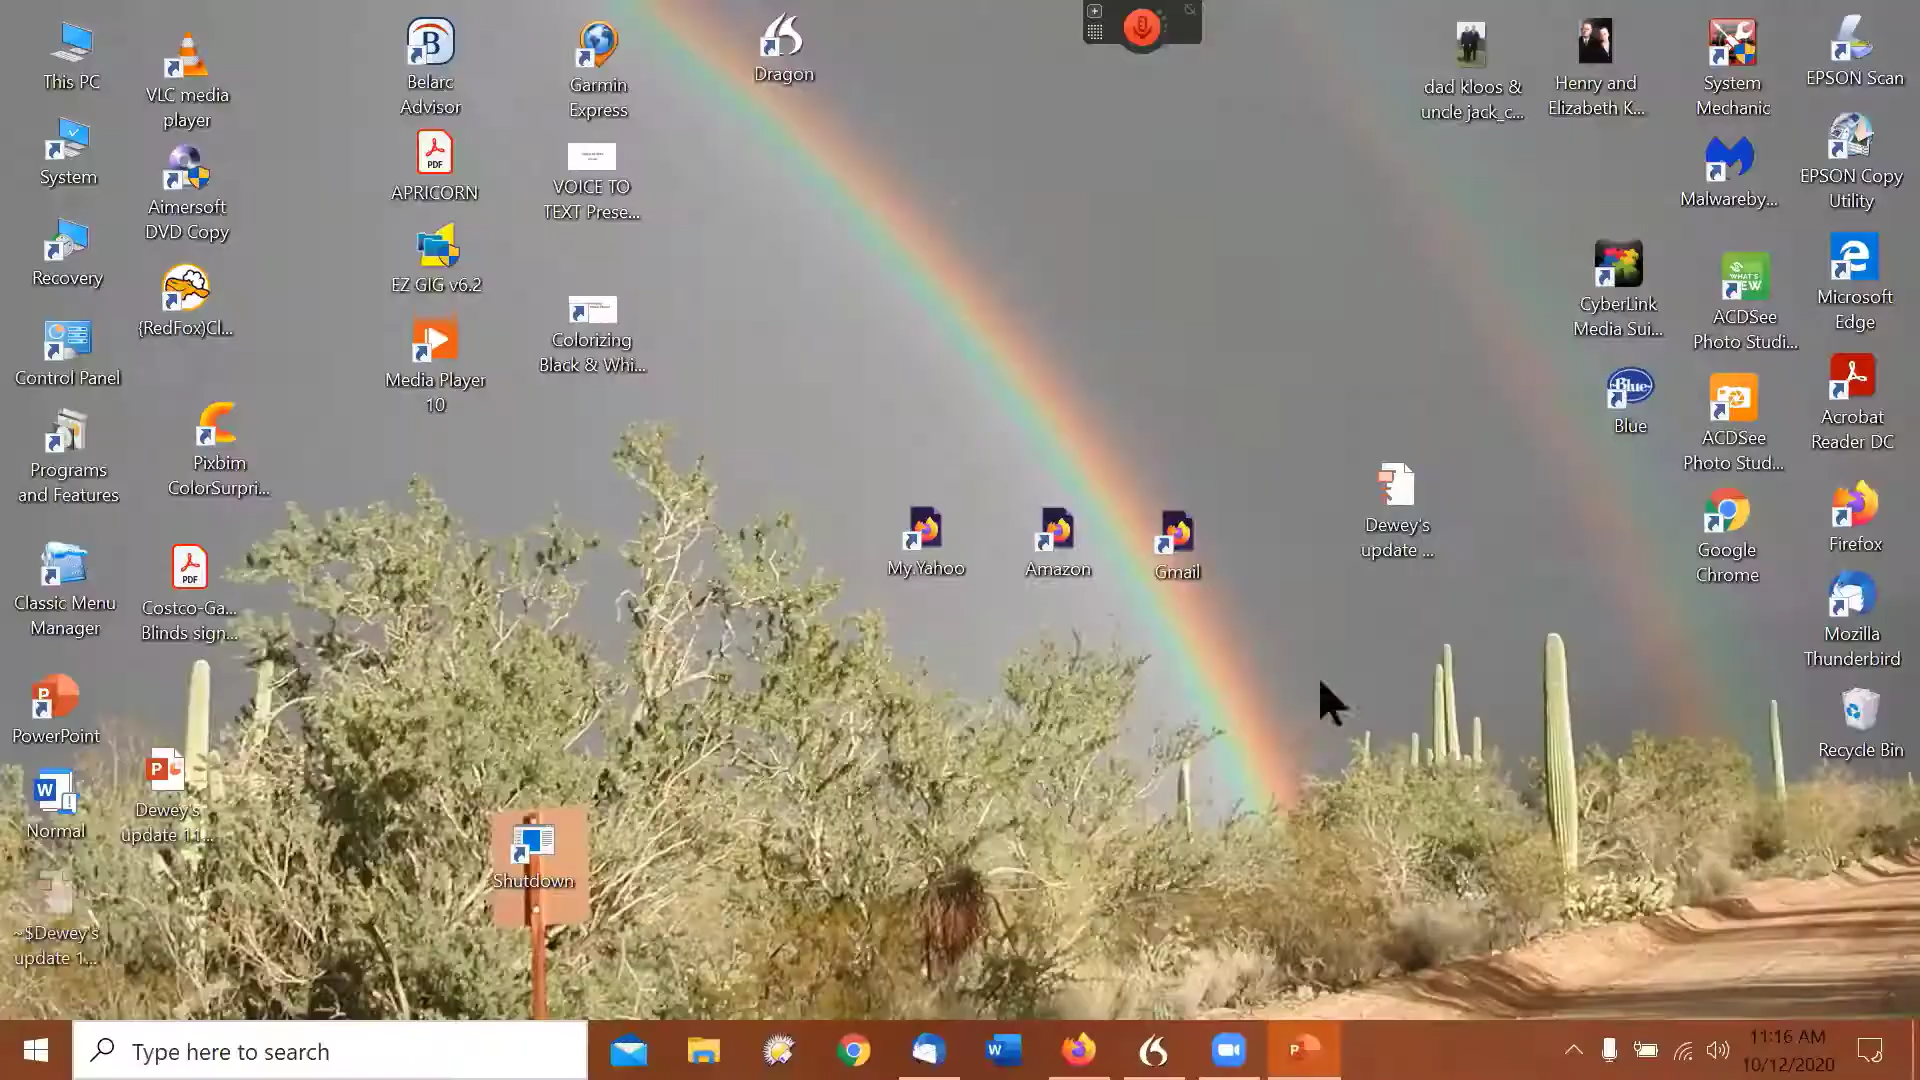 This PC
VLC media
player
System
Aimersoft
DVD Copy
Recovery
{RedFox}Cl...
Control Panel
Programs
and Features
Pixbim
ColorSurpri...
Classic Menu
Manager
PDF
Costco-Ga...
Blinds sign...
P
PowerPoint
W
Normal
P
Dewey's
update 11...
~$Dewey's
update 1...
B
Belarc
Advisor
PDF
APRICORN
EZ GIG v6.2
Media Player
10
Garmin
Express
VOICE TO
TEXT Prese...
Colorizing
Black & Whi...
Dragon
My.Yahoo
Amazon
Gmail
Shutdown
dad kloos &
uncle jack_c...
Henry and
Elizabeth K...
System
Mechanic
EPSON Scan
Malwareby...
EPSON Copy
Utility
CyberLink
Media Sui...
WHAT'S
NEW
ACDSee
Photo Studi...
Microsoft
Edge
Blue
Blue
ACDSee
Photo Stud...
Acrobat
Reader DC
Dewey's
update ...
Google
Chrome
Firefox
Mozilla
Thunderbird
Recycle Bin
Type here to search
W
P
11:16 AM
10/12/2020